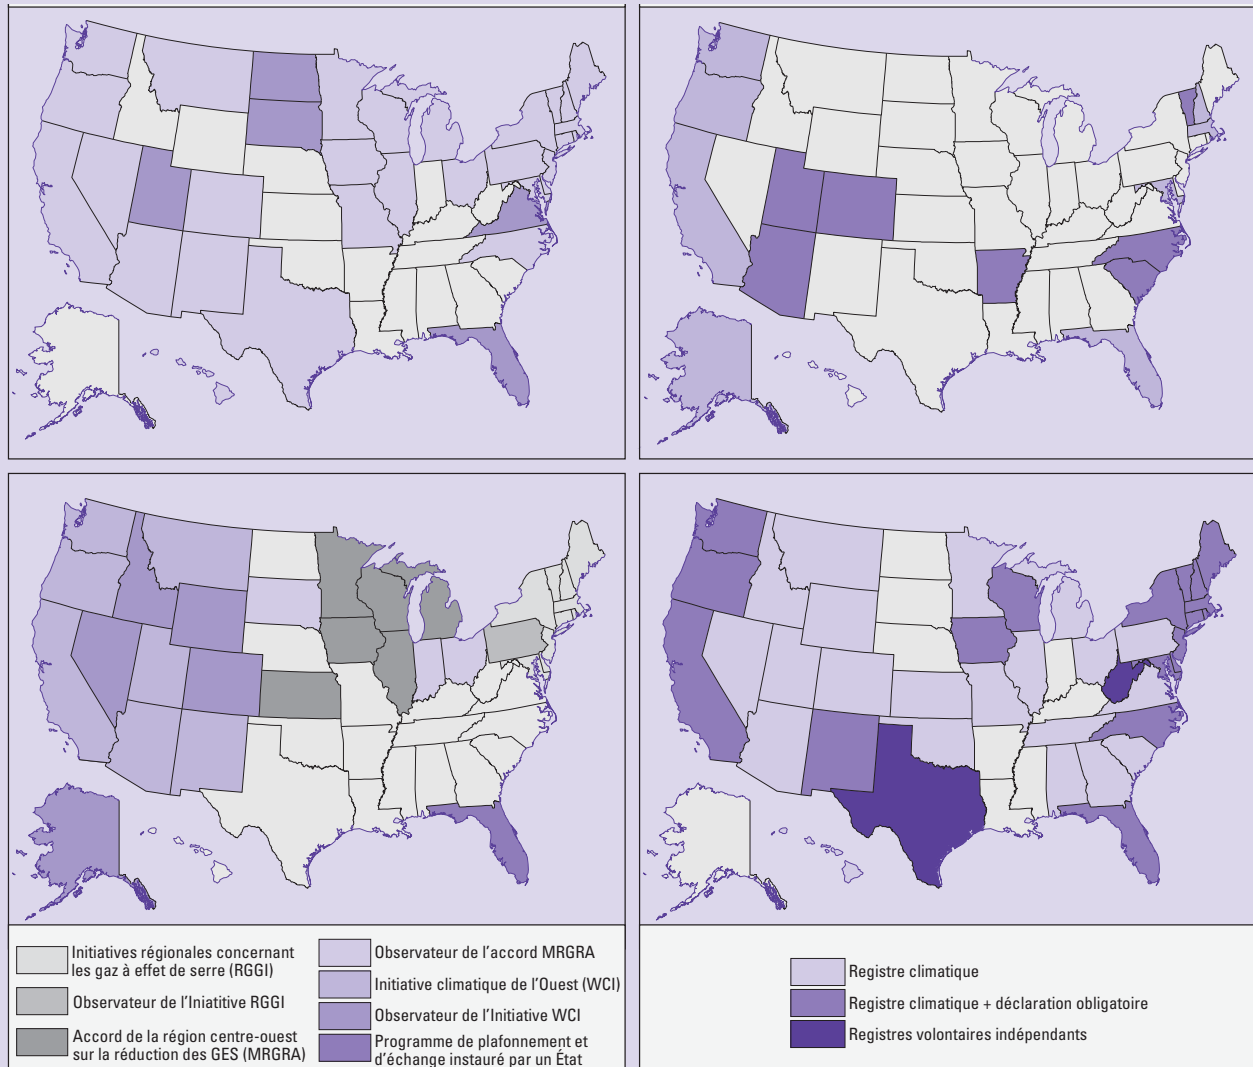 Initiatives régionales concernant
les gaz à effet de serre (RGGI)
Observateur de l'Iniatitive RGGI
Accord de la région centre-ouest
sur la réduction des GES (MRGRA)
Observateur de l'accord MRGRA
Initiative climatique de l'Ouest (WCI)
Observateur de l'Initiative WCI
Programme de plafonnement et
d'échange instauré par un État
Registre climatique
Registre climatique + déclaration obligatoire
Registres volontaires indépendants